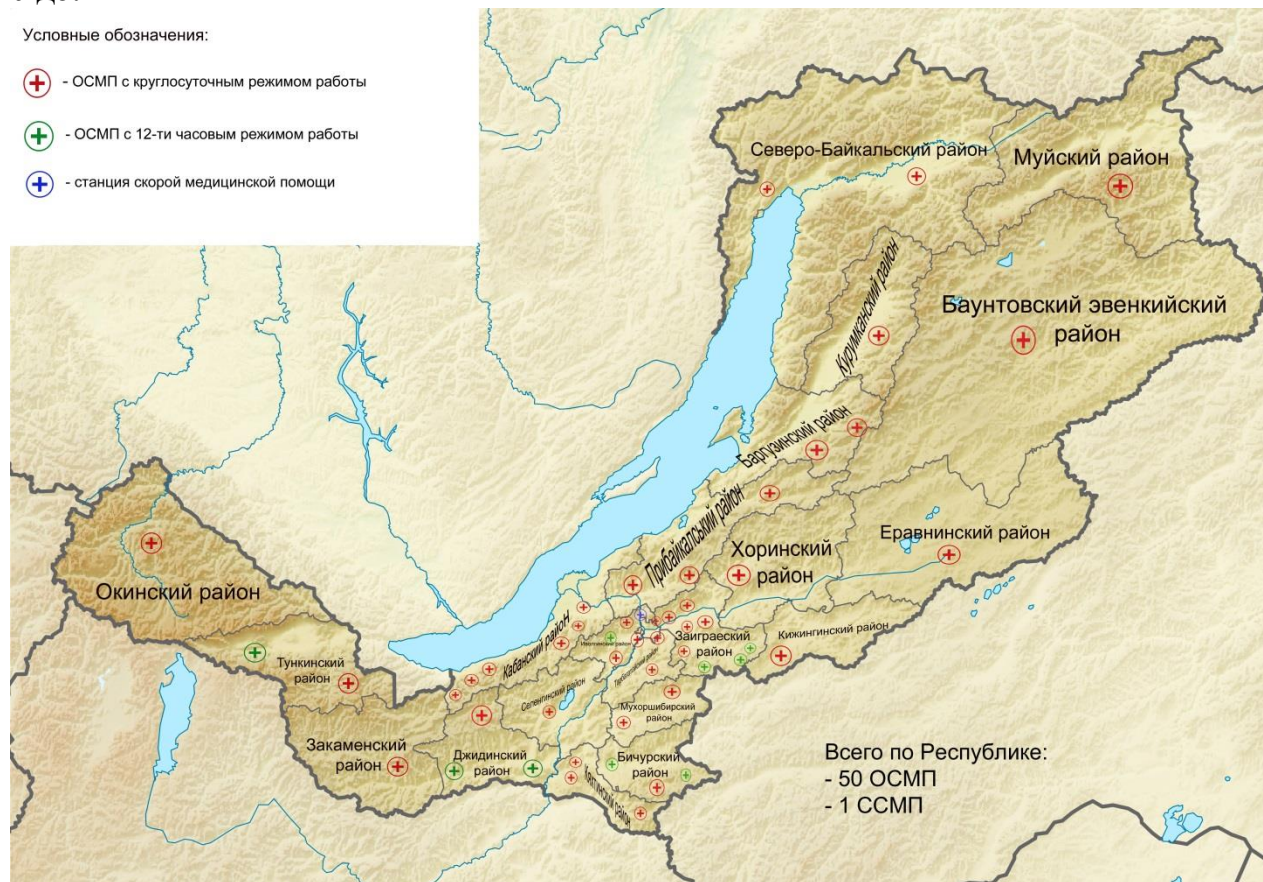 Условные обозначения:
- ОСМП с круглосуточным режимом работы
- ОСМП с 12-ти часовым режимом работы
- станция скорой медицинской помощи
Северо-Байкальский район
Муйский район
Курумканский район
Баунтовский эвенкийский
район
Баргузинский район
Прибайкалський район
Еравнинский район
Хоринский
район
Окинский район
Кабанский район
Заиграеский
район
Кижингинский район
Тункинский
район
Селенгинский район
Мухоршибирский
район
Закаменский
район
Джидинский
район
Бичурский
район
Кяхтинский район
Всего по Республике:
- 50 ОСМП
- 1 ССМП